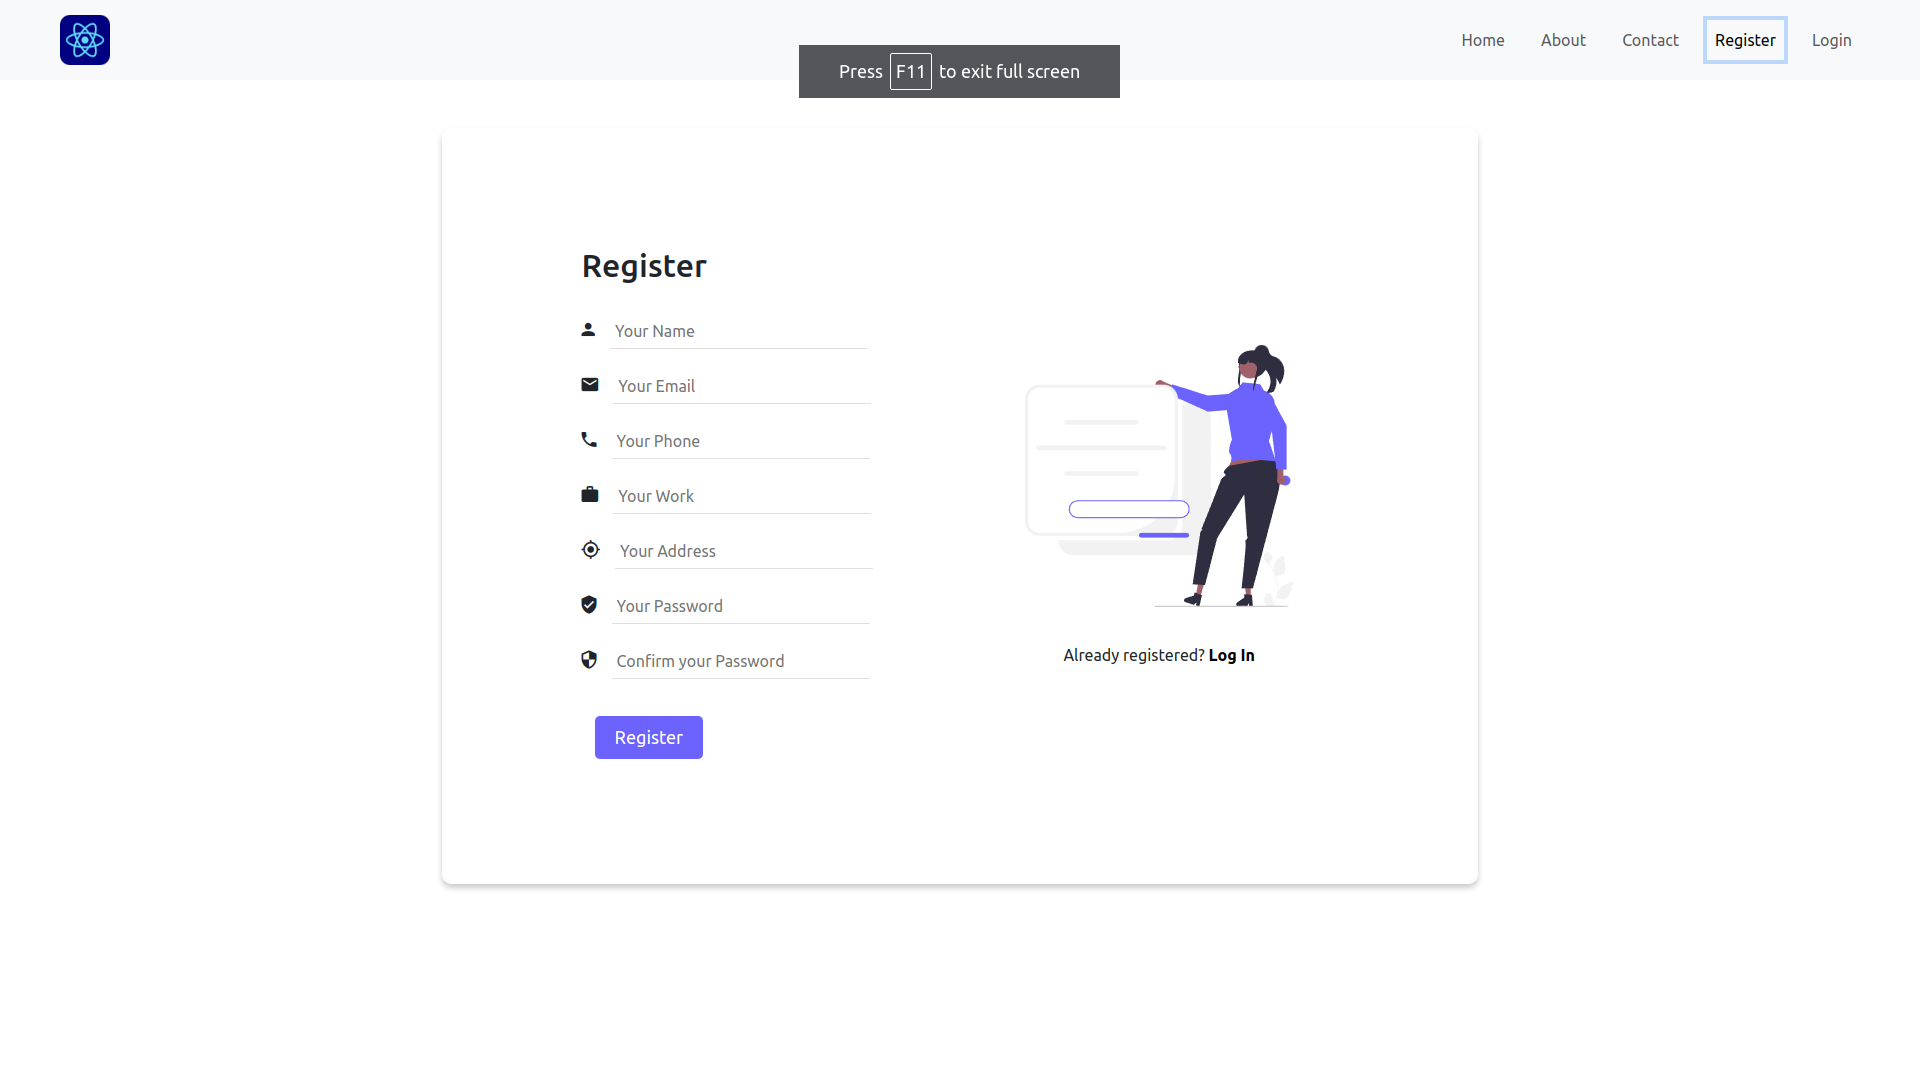 Home About Contact Register Login
Press F11 to exit full screen
Register
Your Name
Your Email
Your Phone
Your Work
Your Address
Your Password
Confirm your Password
Already registered? Log In
Register